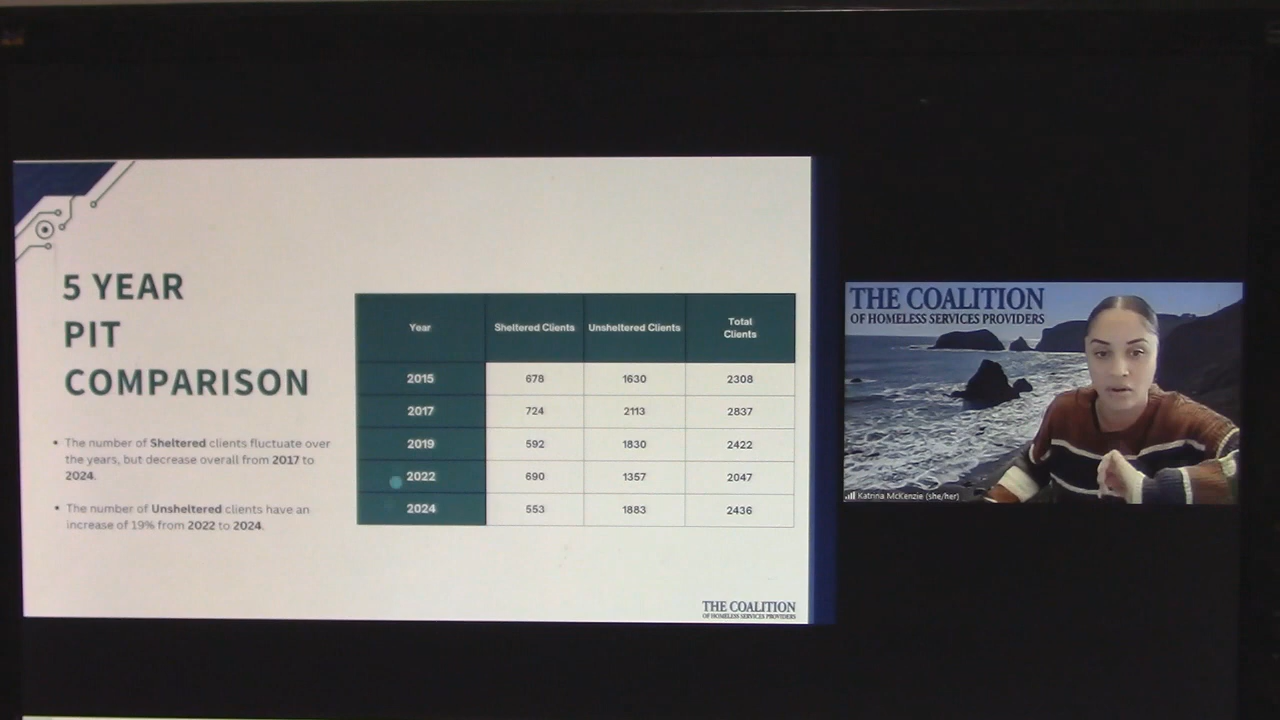 5 YEAR
PIT
COMPARISON
• The number of Sheltered clients fluctuate over
the years, but decrease overall from 2017 to
2024.
• The number of Unsheltered clients have an
increase of 19% from 2022 to 2024.
Year Sheltered Clients Unsheltered Clients Total
Clients
2015 678 1630 2308
2017 724 2113 2837
2019 592 1830 2422
2022 690 1357 2047
2024 553 1883 2436
THE COALITION
OF HOMELESS SERVICES PROVIDERS
THE COALITION
OF HOMELESS SERVICES PROVIDERS
Katrina McKenzie (she/her)